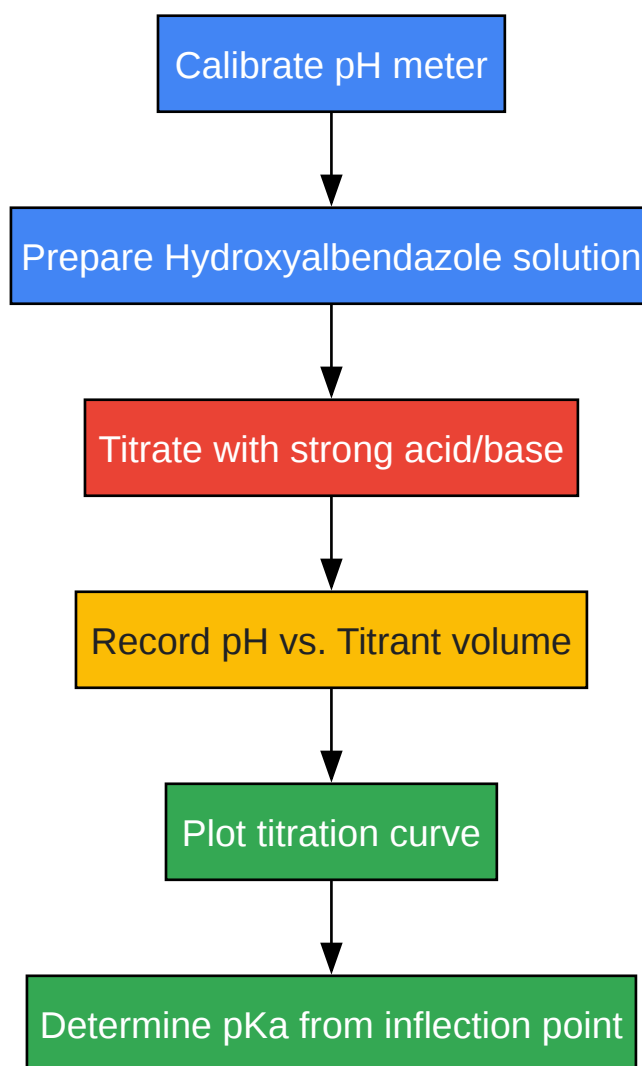 Calibrate pH meter
Prepare Hydroxyalbendazole solution
Titrate with strong acid/base
Record pH vs. Titrant volume
Plot titration curve
Determine pKa from inflection point